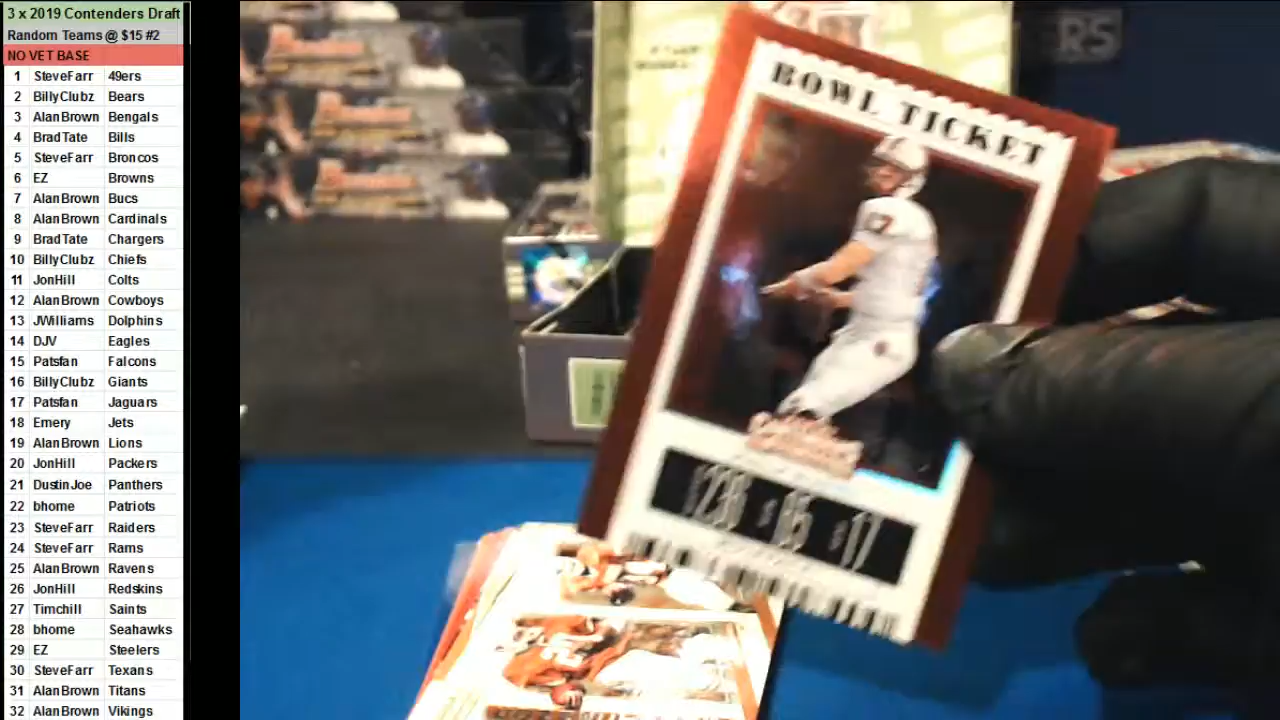 3 x 2019 Contenders Draft
Random Teams @ $15 #2
NO VET BASE
1 SteveFarr 49ers
2 BillyClubz Bears
3 AlanBrown Bengals
4 BradTate Bills
5 SteveFarr Broncos
6 EZ Browns
7 AlanBrown Bucs
8 AlanBrown Cardinals
9 BradTate Chargers
10 BillyClubz Chiefs
11 JonHill Colts
12 AlanBrown Cowboys
13 JWilliams Dolphins
14 DJV Eagles
15 Patsfan Falcons
16 BillyClubz Giants
17 Patsfan Jaguars
18 Emery Jets
19 AlanBrown Lions
20 JonHill Packers
21 DustinJoe Panthers
22 bhome Patriots
23 SteveFarr Raiders
24 SteveFarr Rams
25 AlanBrown Ravens
26 JonHill Redskins
27 Timchill Saints
28 bhome Seahawks
29 EZ Steelers
30 SteveFarr Texans
31 AlanBrown Titans
32 AlanBrown Vikings
RS
BOWL TICKET
17